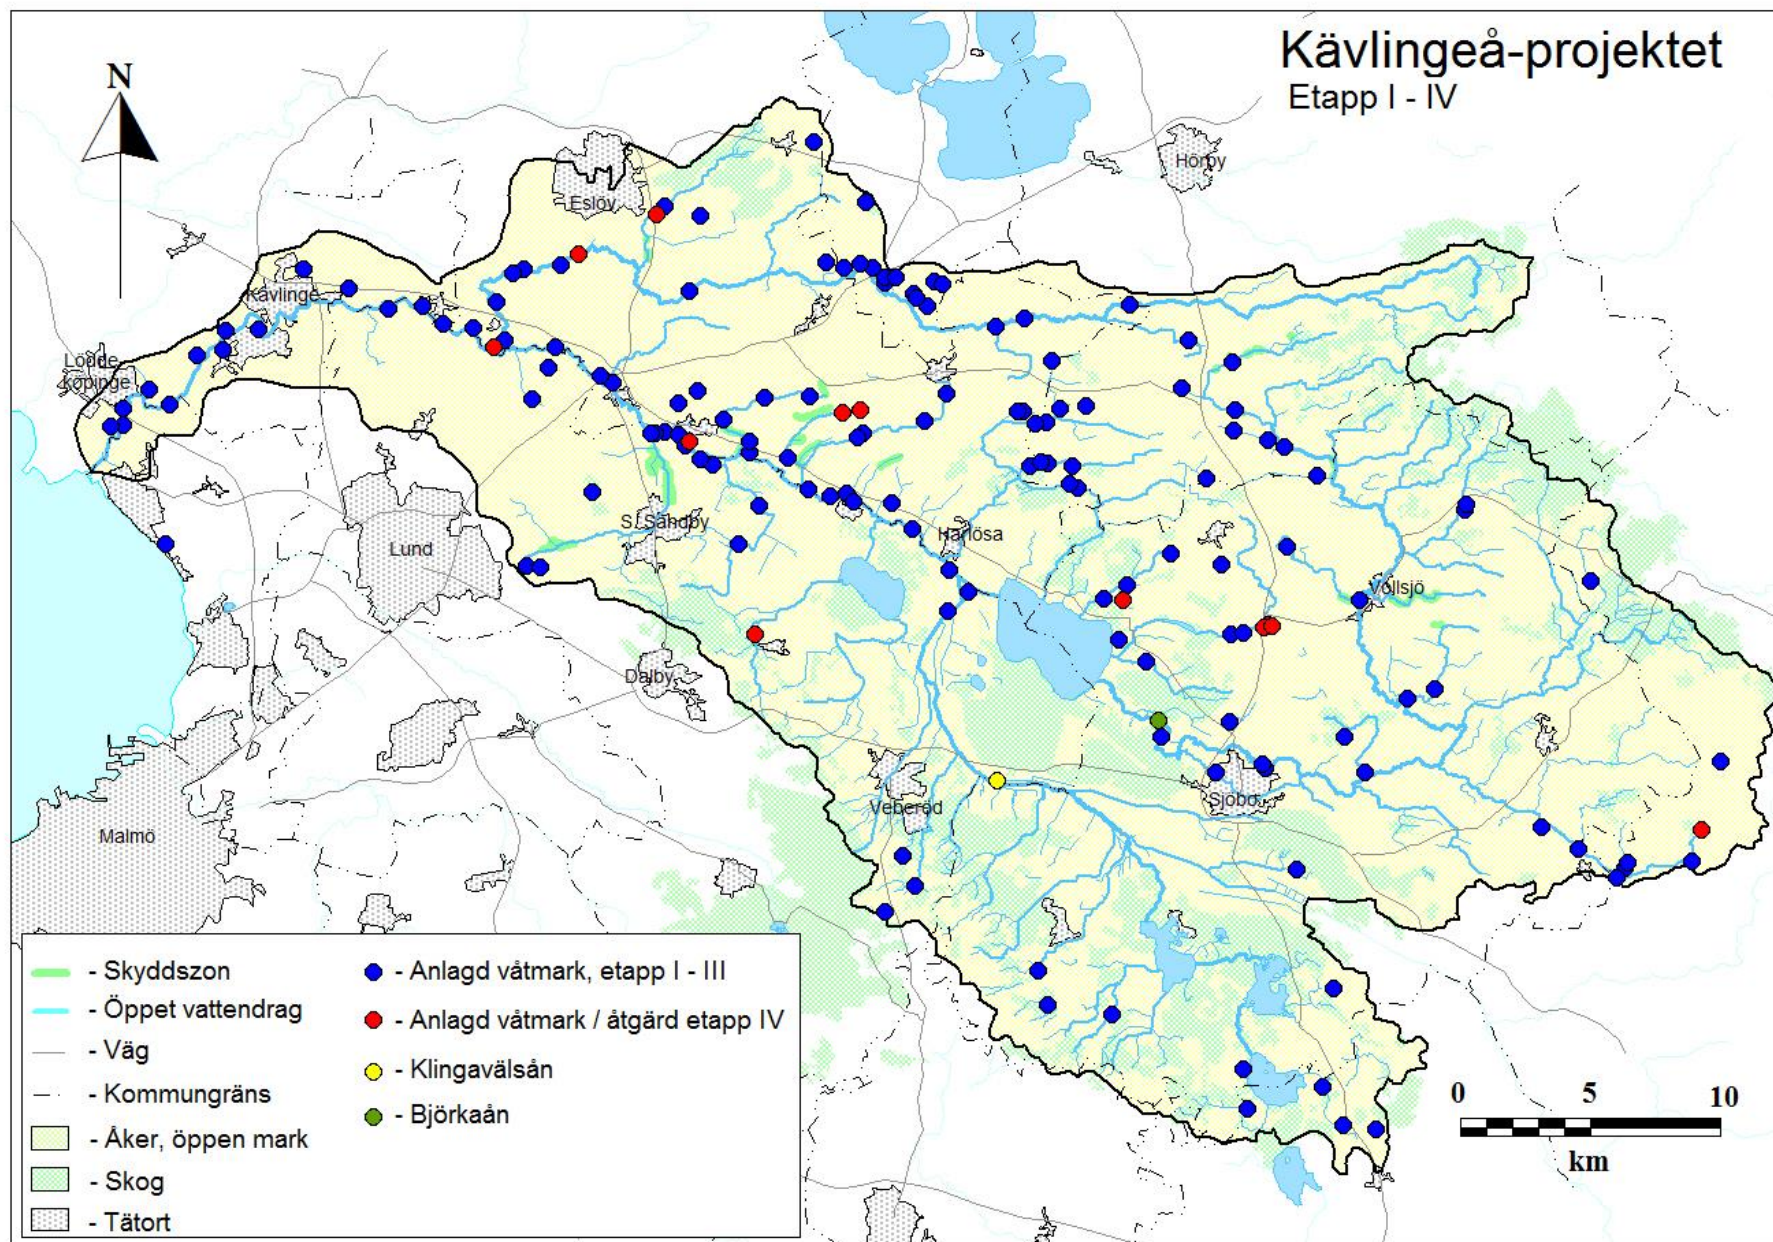 Kävlingeå-projektet
Etapp I - IV
N
Hörby
Eslöv
Kävlinge
Lödde-
köpinge
S. Sandby
Harlösa
Lund
Vollsjö
Dalby
Veberöd
Sjöbo
Malmö
- Skyddszon
- Öppet vattendrag
- Väg
- Kommungräns
- Åker, öppen mark
- Skog
- Tätort
- Anlagd våtmark, etapp I - III
- Anlagd våtmark / åtgärd etapp IV
- Klingavälsån
- Björkaån
0 5 10
km